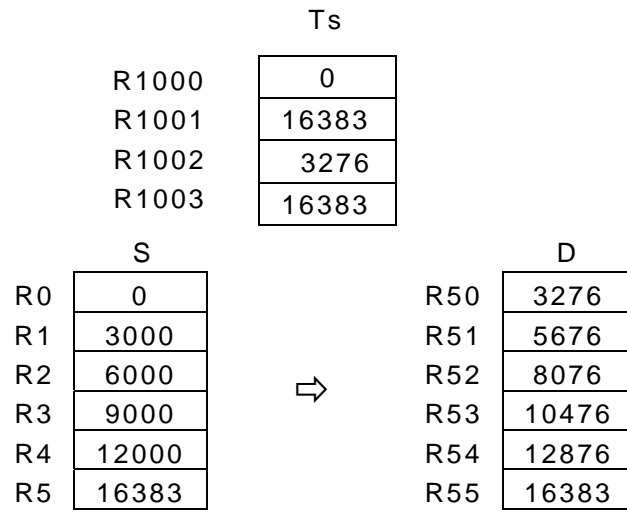 Ts
R1000 0
R1001 16383
R1002 3276
R1003 16383
S D
R0 0 R50 3276
R1 3000 R51 5676
R2 6000 ⇨ R52 8076
R3 9000 R53 10476
R4 12000 R54 12876
R5 16383 R55 16383